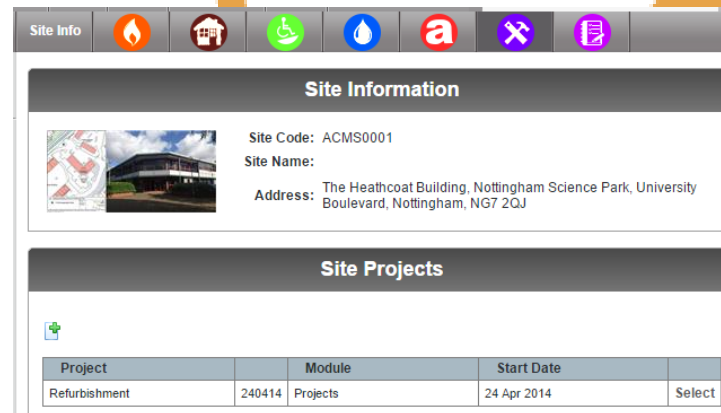 Site Info
a
Site Information
Site Code: ACMS0001
Site Name:
Address: The Heathcoat Building, Nottingham Science Park, University
Boulevard, Nottingham, NG7 2QJ
Site Projects
Project Module Start Date
Refurbishment 240414 Projects 24 Apr 2014 Select